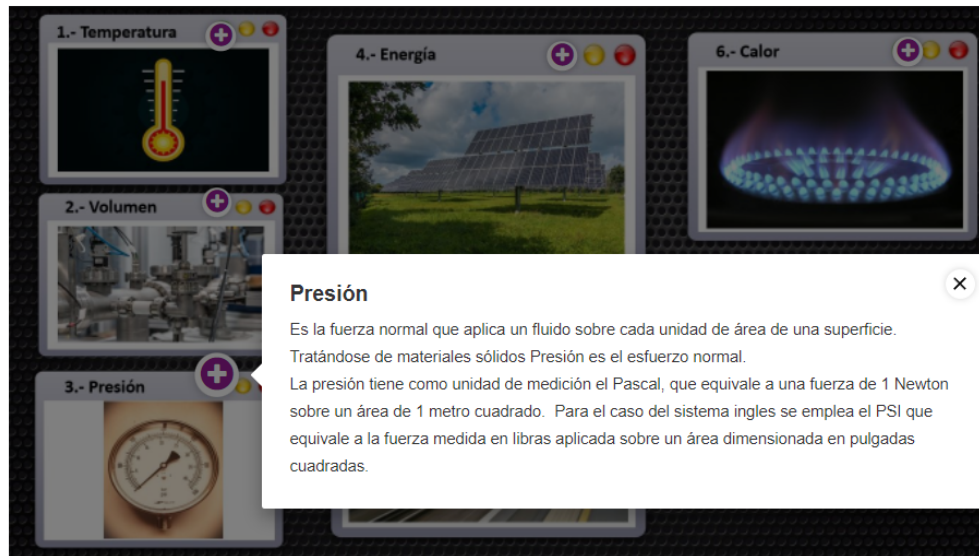 1.- Temperatura
4.- Energía
6.- Calor
2.- Volumen
3.- Presión
Presión
Es la fuerza normal que aplica un fluido sobre cada unidad de área de una superficie.
Tratándose de materiales sólidos Presión es el esfuerzo normal.
La presión tiene como unidad de medición el Pascal, que equivale a una fuerza de 1 Newton
sobre un área de 1 metro cuadrado.  Para el caso del sistema ingles se emplea el PSI que
equivale a la fuerza medida en libras aplicada sobre un área dimensionada en pulgadas
cuadradas.